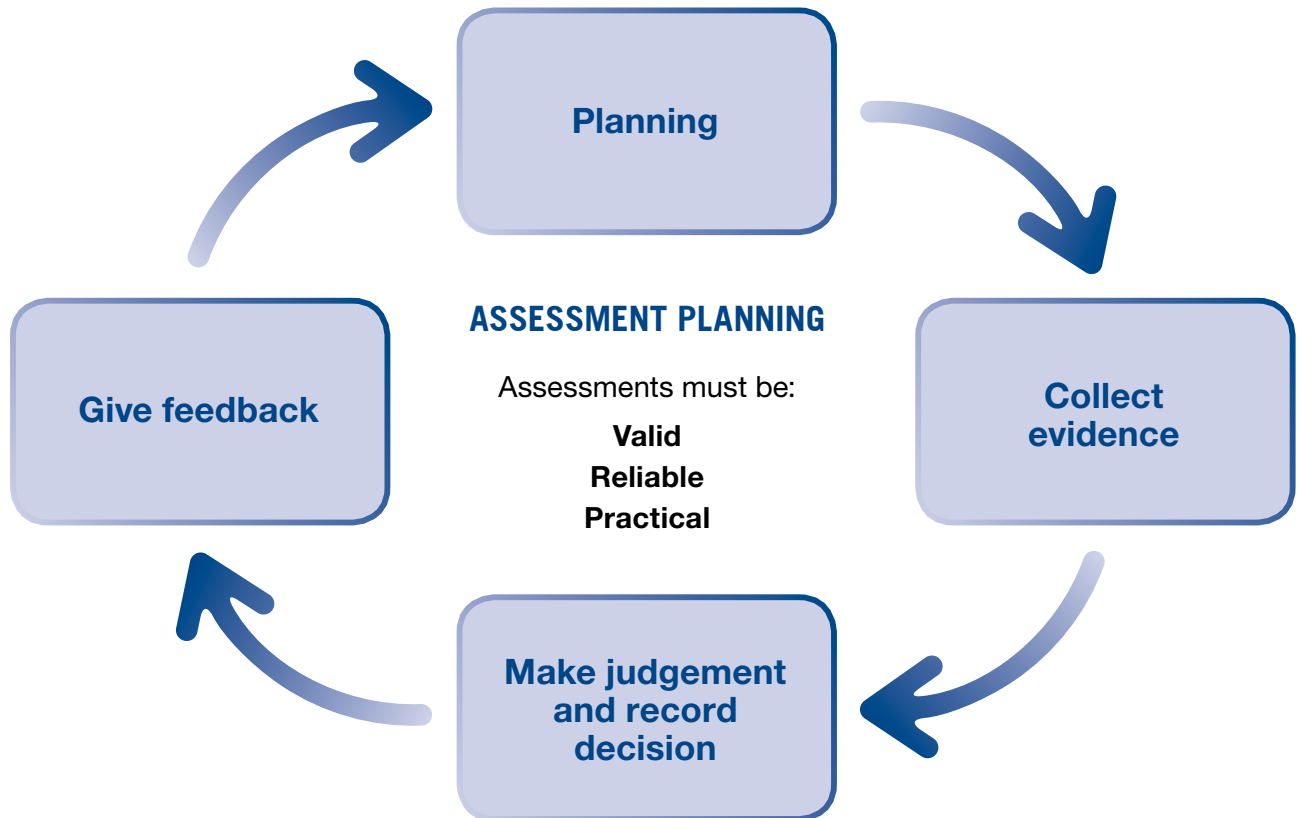 Planning
ASSESSMENT PLANNING
Assessments must be:
Valid
Reliable
Practical
Give feedback
Collect
evidence
Make judgement
and record
decision